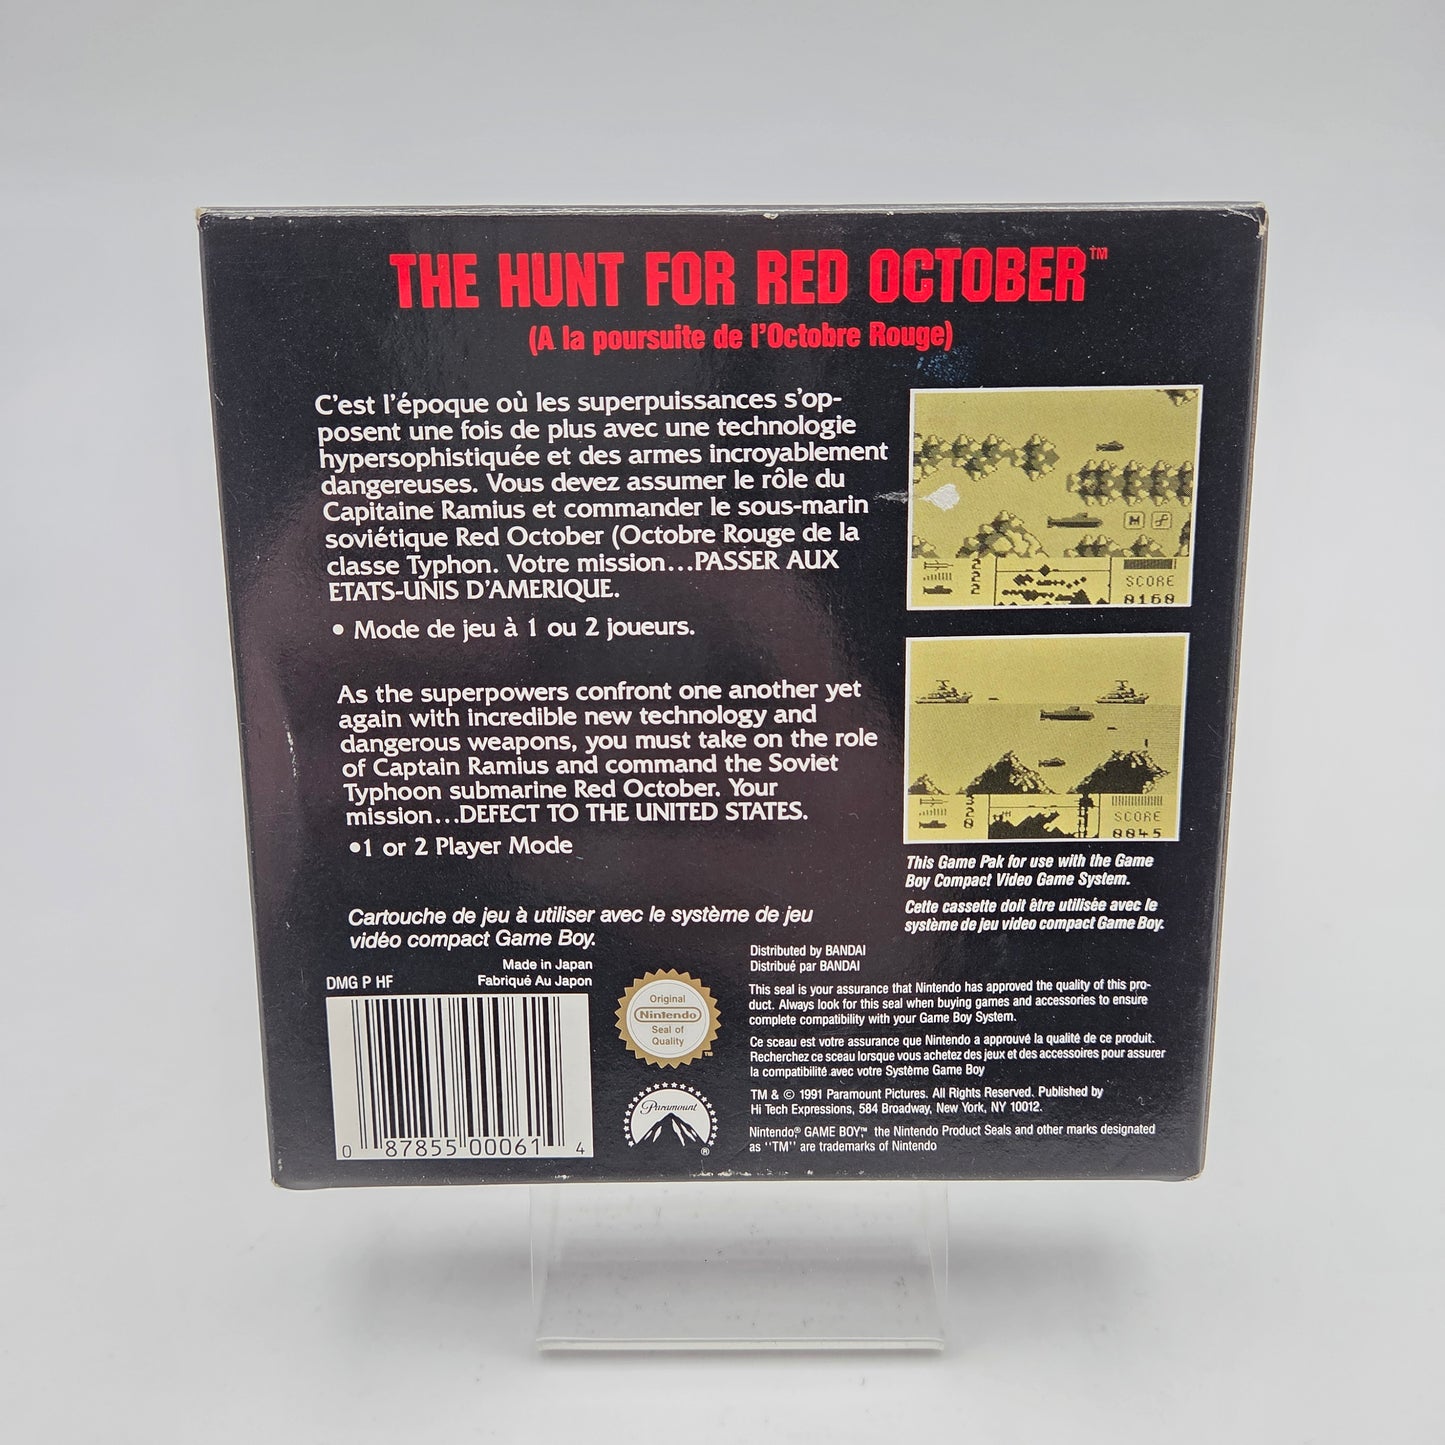 THE HUNT FOR RED OCTOBER™
(A la poursuite de l'Octobre Rouge)
C'est l'époque où les superpuissances s'op-
posent une fois de plus avec une technologie
hypersophistiquée et des armes incroyablement
dangereuses. Vous devez assumer le rôle du
Capitaine Ramius et commander le sous-marin
soviétique Red October (Octobre Rouge de la
classe Typhon. Votre mission...PASSER AUX
ETATS-UNIS D'AMERIQUE.
• Mode de jeu à 1 ou 2 joueurs.
As the superpowers confront one another yet
again with incredible new technology and
dangerous weapons, you must take on the role
of Captain Ramius and command the Soviet
Typhoon submarine Red October. Your
mission...DEFECT TO THE UNITED STATES.
•1 or 2 Player Mode
Cartouche de jeu à utiliser avec le système de jeu
vidéo compact Game Boy.
Made in Japan
DMG P HF
Fabriqué Au Japon
0 87855 00061 4
Original
Nintendo
Seal of
Quality
TM
Paramount
®
SCORE
0160
SCORE
0045
This Game Pak for use with the Game
Boy Compact Video Game System.
Cette cassette doit être utilisée avec le
système de jeu video compact Game Boy.
Distributed by BANDAI
Distribué par BANDAI
This seal is your assurance that Nintendo has approved the quality of this pro-
duct. Always look for this seal when buying games and accessories to ensure
complete compatibility with your Game Boy System.
Ce sceau est votre assurance que Nintendo a approuvé la qualité de ce produit.
Recherchez ce sceau lorsque vous achetez des jeux et des accessoires pour assurer
la compatibilité avec votre Système Game Boy
TM & © 1991 Paramount Pictures. All Rights Reserved. Published by
Hi Tech Expressions, 584 Broadway, New York, NY 10012.
Nintendo,® GAME BOY,™ the Nintendo Product Seals and other marks designated
as "TM" are trademarks of Nintendo